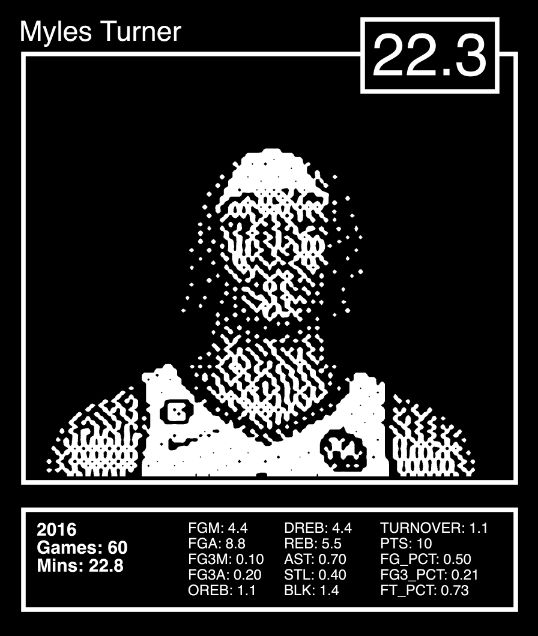 Myles Turner
22.3
2016
Games: 60
Mins: 22.8
FGM: 4.4
FGA: 8.8
FG3M: 0.10
FG3A: 0.20
OREB: 1.1
DREB: 4.4
REB: 5.5
AST: 0.70
STL: 0.40
BLK: 1.4
TURNOVER: 1.1
PTS: 10
FG_PCT: 0.50
FG3_PCT: 0.21
FT_PCT: 0.73